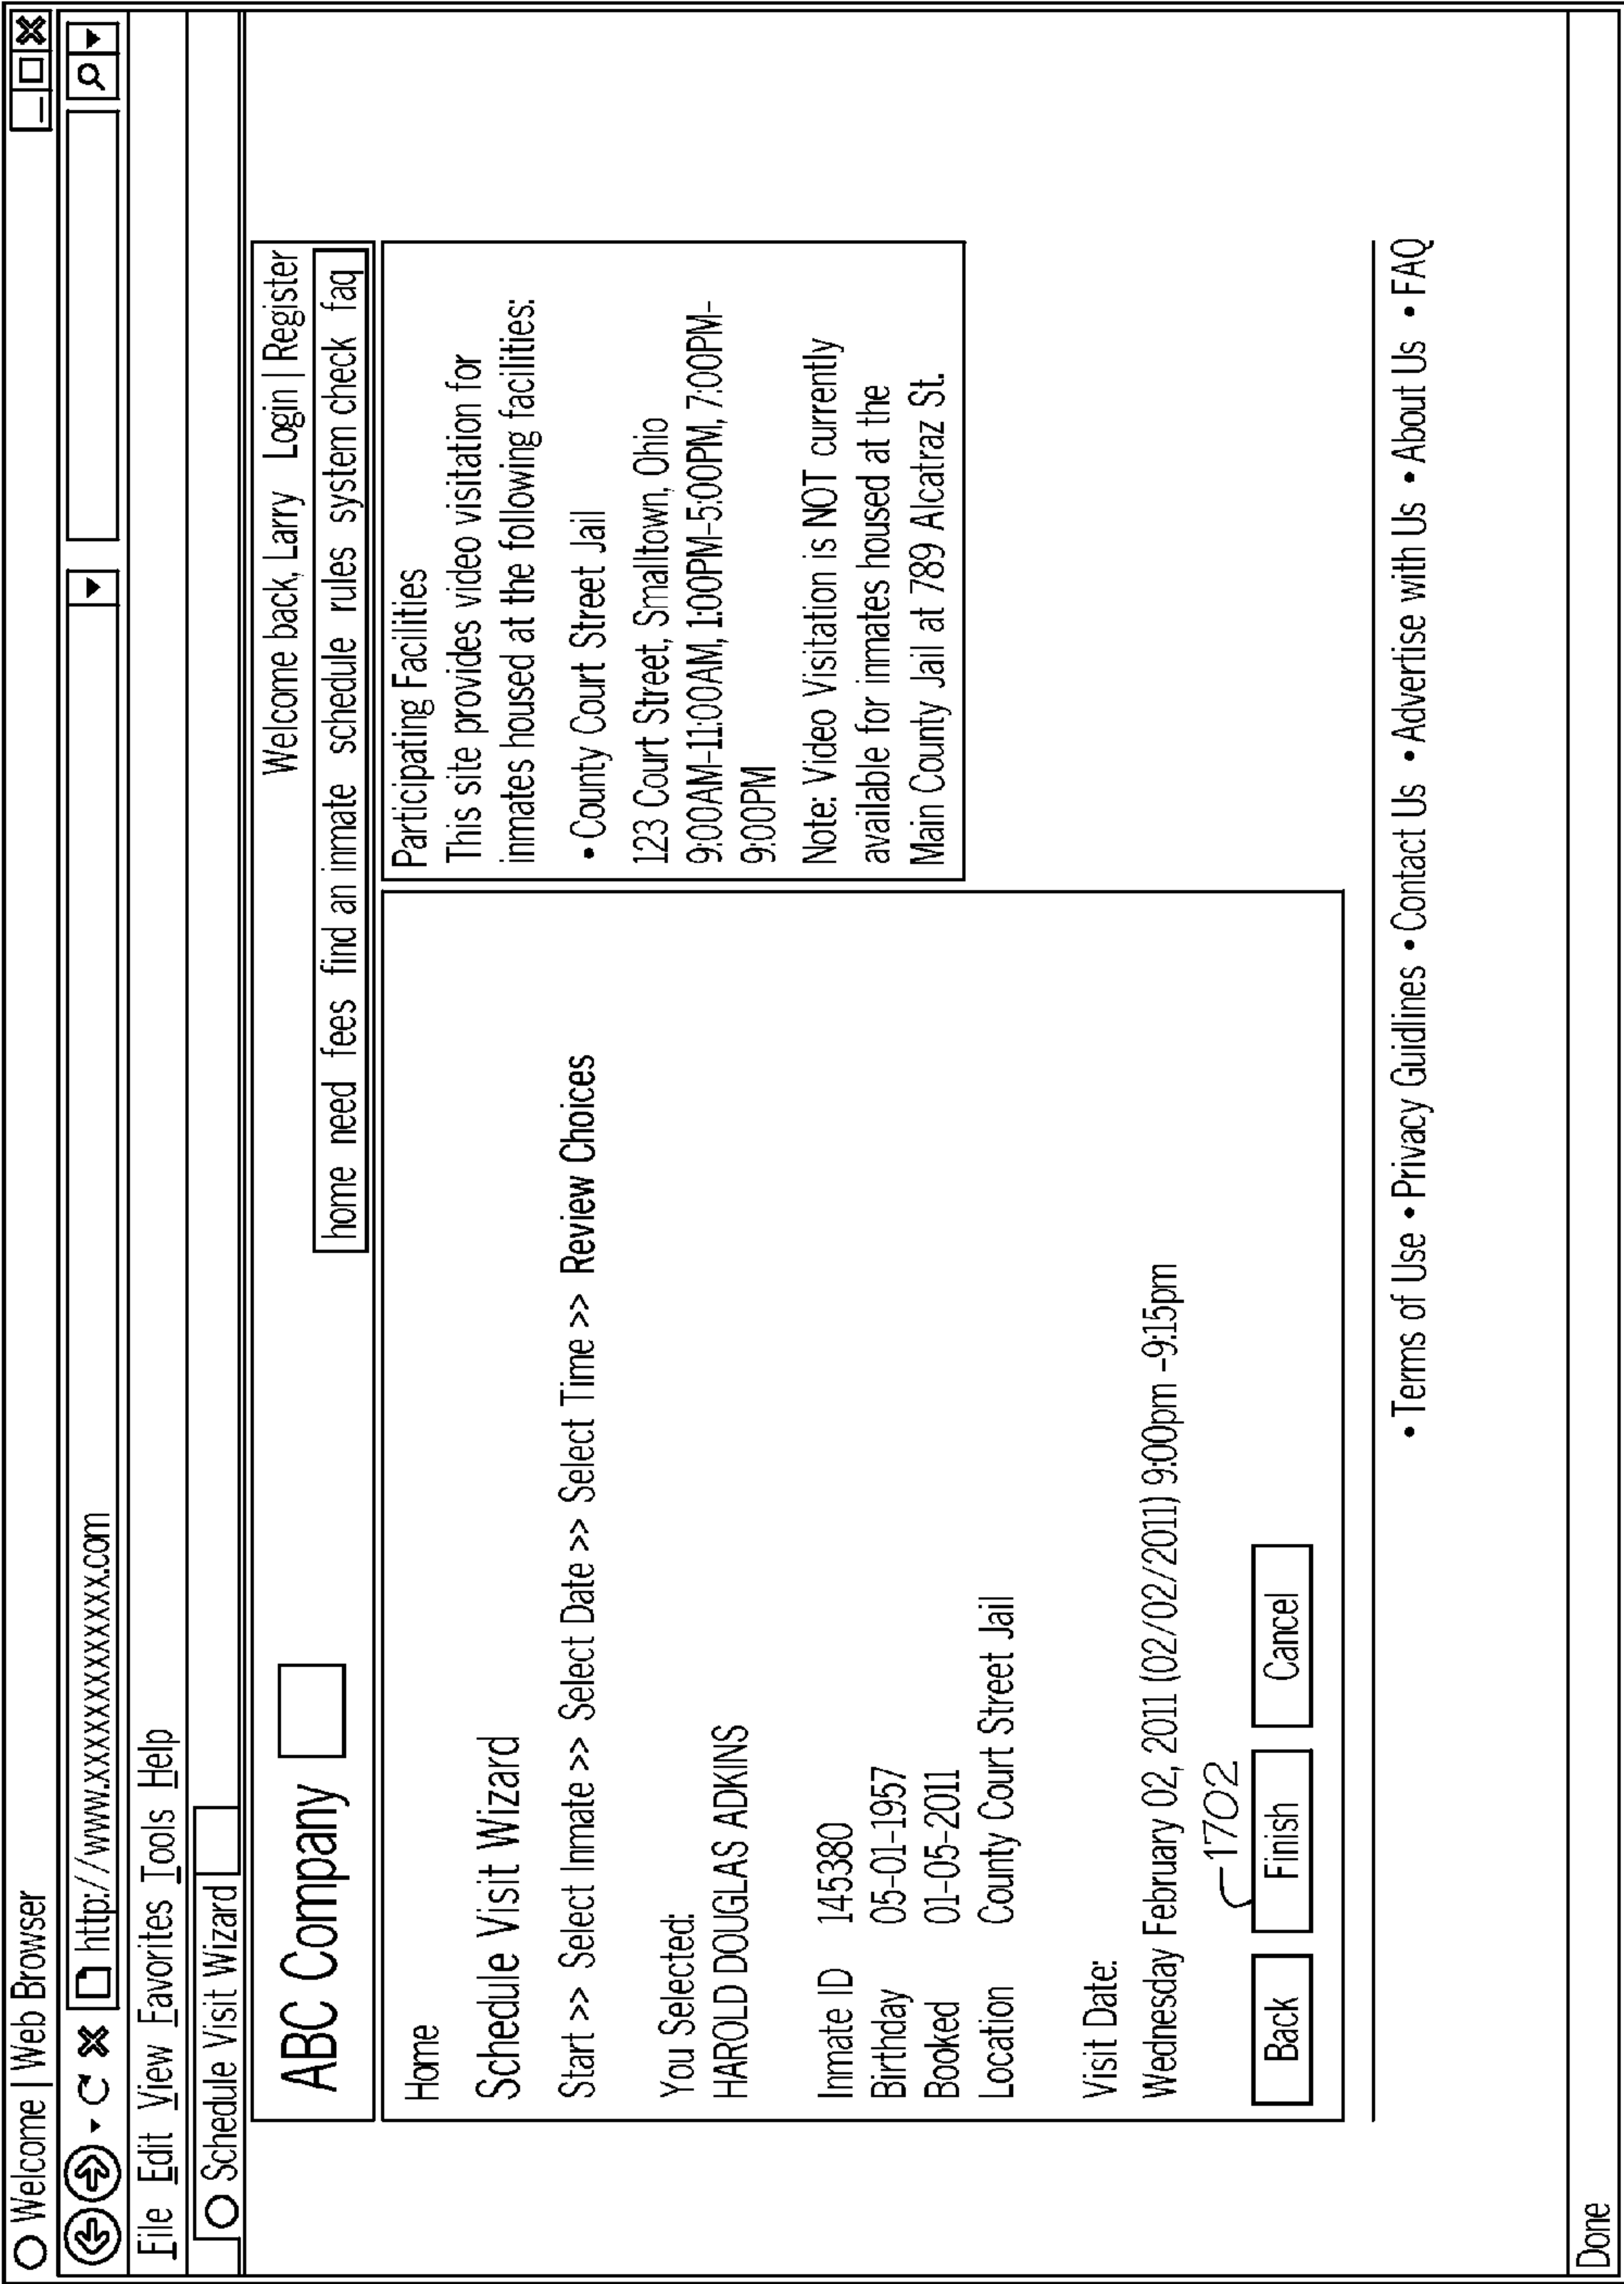 Welcome | Web Browser
http://www.xxxxxxxxxxxxx.com
File Edit View Favorites Tools Help
Schedule Visit Wizard
ABC Company
Welcome back, Larry Login | Register
home need fees find an inmate schedule rules system check faq
Home
Schedule Visit Wizard
Start >> Select Inmate >> Select Date >> Select Time >> Review Choices
You Selected:
HAROLD DOUGLAS ADKINS
Inmate ID 145380
Birthday 05-01-1957
Booked 01-05-2011
Location County Court Street Jail
Visit Date:
Wednesday February 02, 2011 (02/02/2011) 9:00pm -9:15pm
1702
Back Finish Cancel
Participating Facilities
This site provides video visitation for
inmates housed at the following facilities:
• County Court Street Jail
123 Court Street, Smalltown, Ohio
9:00AM-11:00AM, 1:00PM-5:00PM, 7:00PM-
9:00PM
Note: Video Visitation is NOT currently
available for inmates housed at the
Main County Jail at 789 Alcatraz St.
• Terms of Use • Privacy Guidlines • Contact Us • Advertise with Us • About Us • FAQ
Done